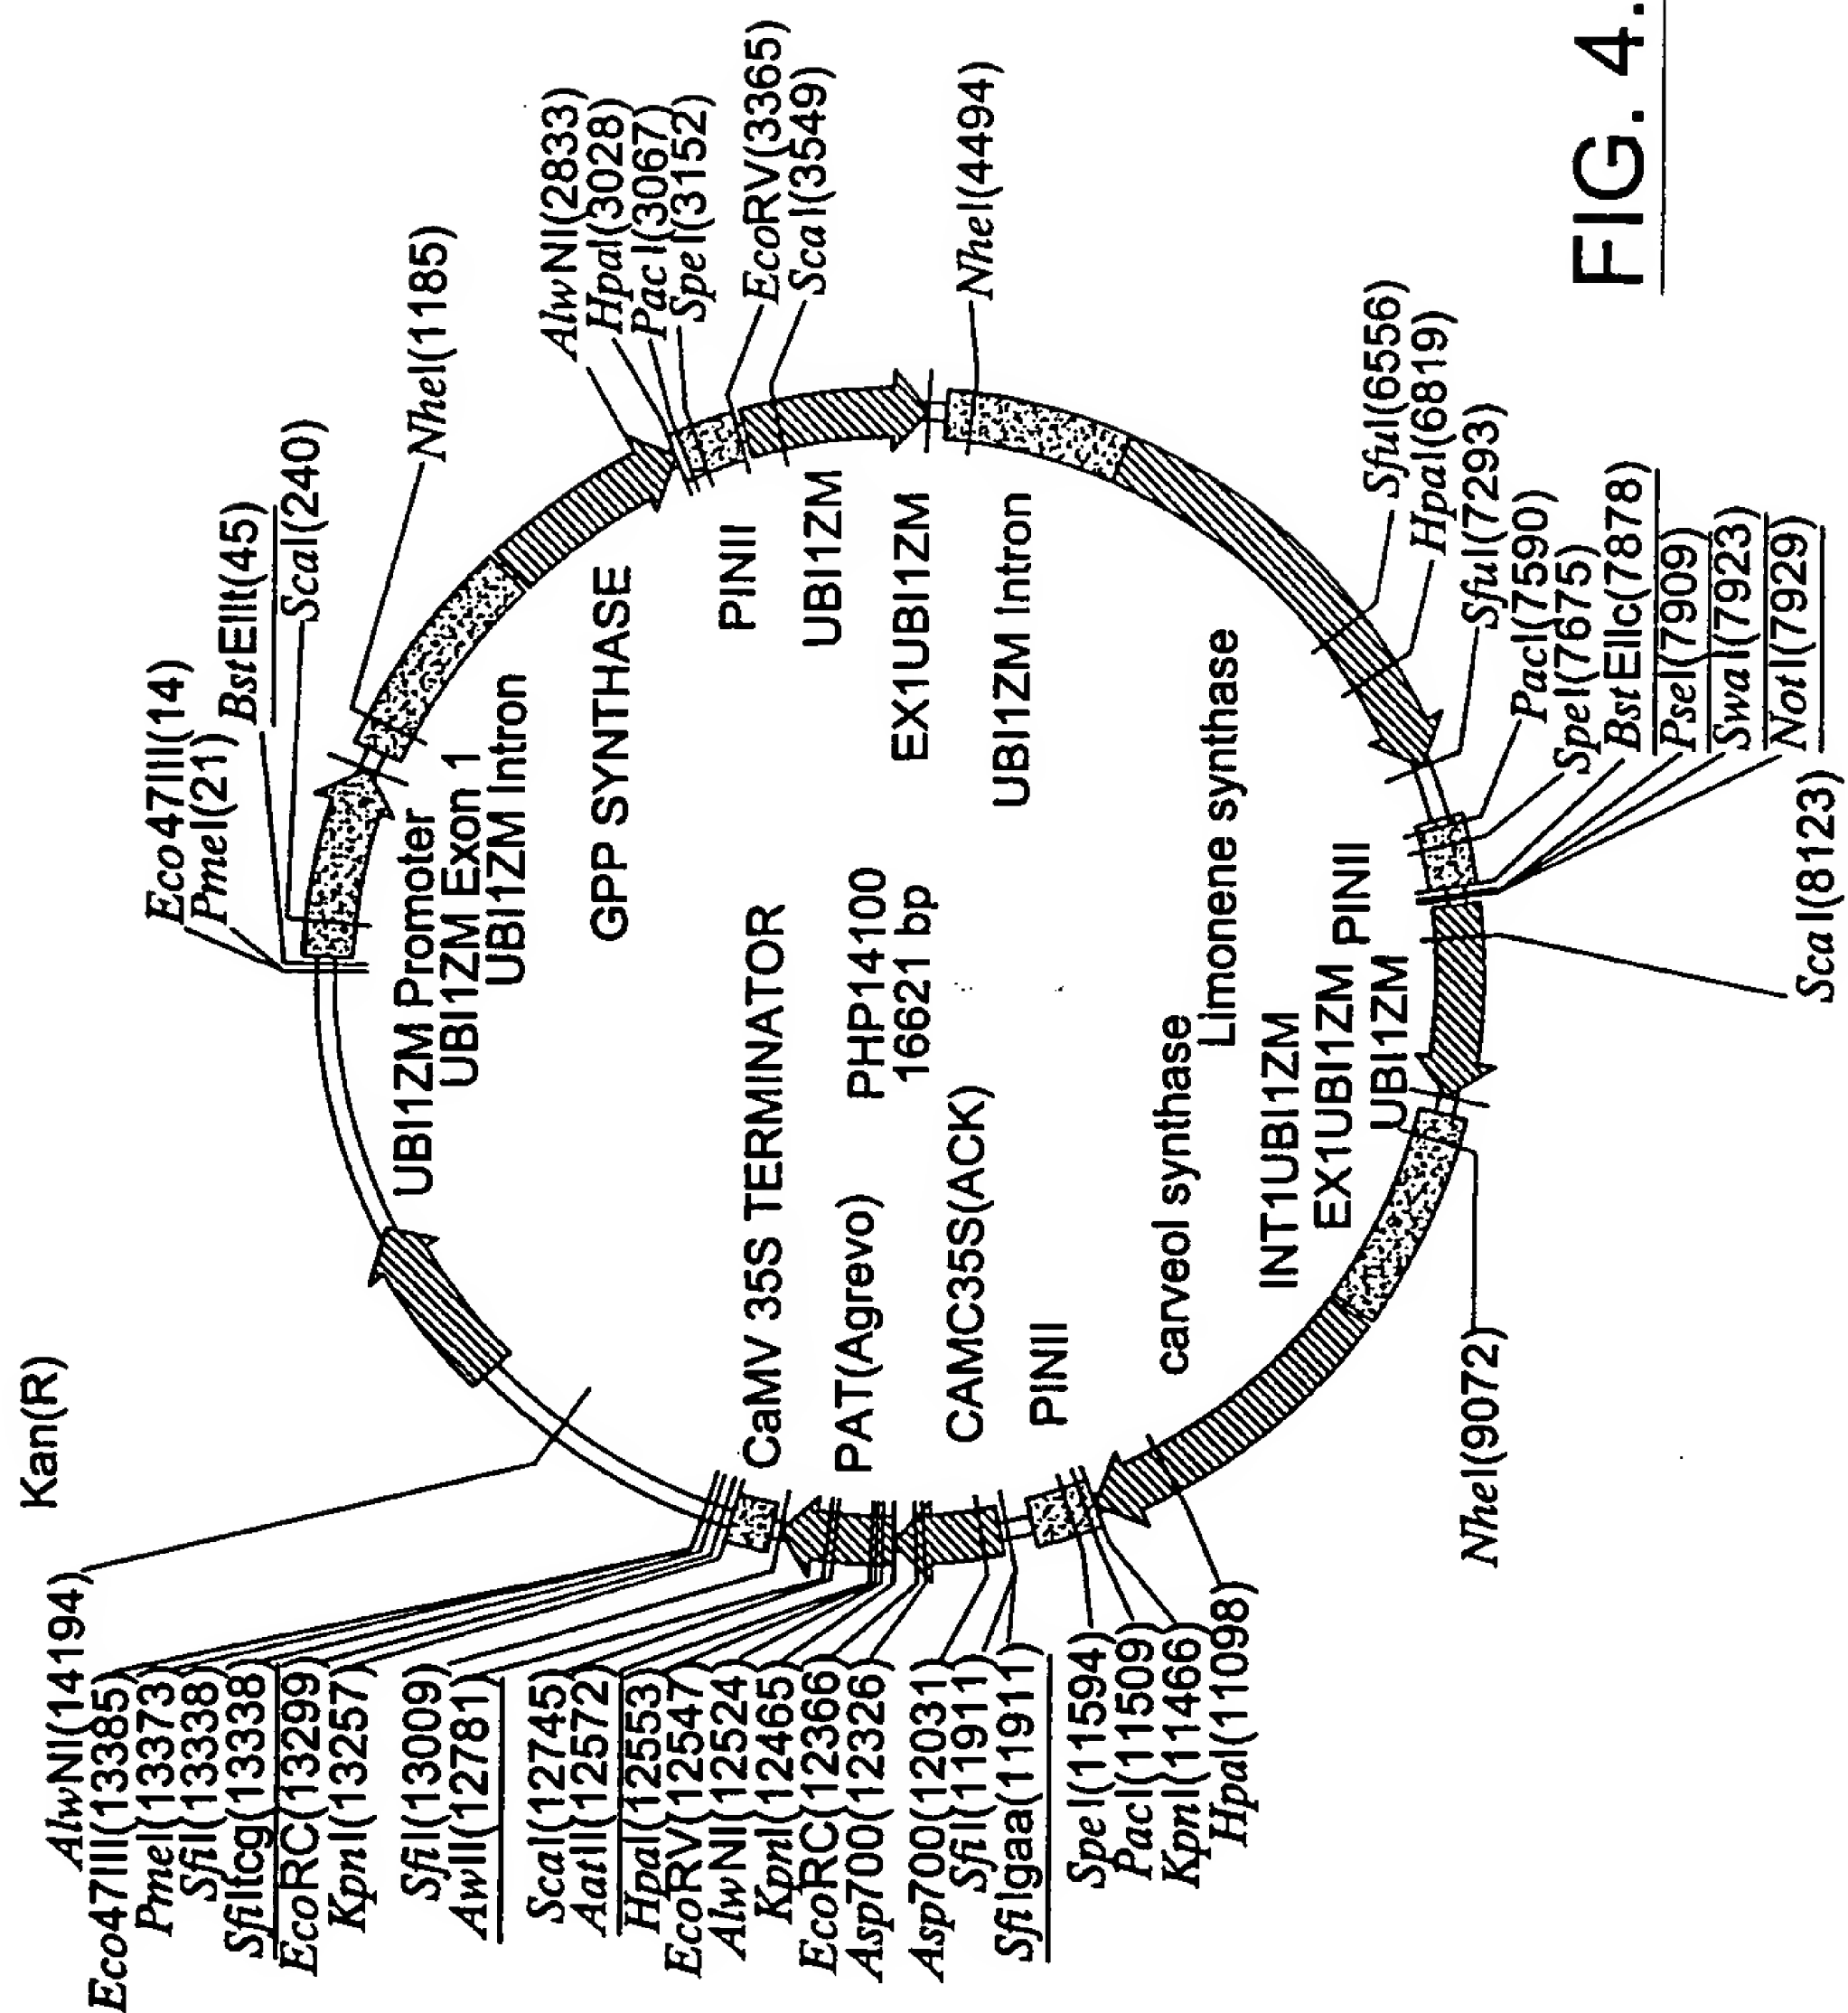 Kan(R)
AlwNI(14194)
Eco47III(13385)
PmeI(13373)
SfiI(13338)
SfiItcg(13338)
EcoRC(13299)
KpnI(13257)
SfiI(13009)
AwII(12781)
ScaI(12745)
AatII(12572)
HpaI(12553)
EcoRV(12547)
AlwNI(12524)
KpnI(12465)
EcoRC(12366)
Asp700(12326)
Asp700(12031)
SfiI(11911)
SfiIgaa(11911)
SpeI(11594)
PacI(11509)
KpnI(11466)
HpaI(11098)
NheI(9072)
Eco47III(14)
PmeI(21)
BstEIIt(45)
ScaI(240)
NheI(1185)
AlwNI(2833)
HpaI(3028)
PacI(3067)
SpeI(3152)
EcoRV(3365)
ScaI(3549)
NheI(4494)
SfuI(6556)
HpaI(6819)
SfuI(7293)
PacI(7590)
SpeI(7675)
BstEIIc(7878)
PseI(7909)
SwaI(7923)
NotI(7929)
ScaI(8123)
UBI1ZM Promoter
UBI1ZM Exon 1
UBI1ZM Intron
GPP SYNTHASE
PINII
UBI1ZM
EX1UBI1ZM
UBI1ZM Intron
Limonene synthase
PINII
UBI1ZM
EX1UBI1ZM
INT1UBI1ZM
carveol synthase
PINII
CAMC35S(ACK)
PAT(Agrevo)
CaMV 35S TERMINATOR
PHP14100
16621 bp
FIG. 4.